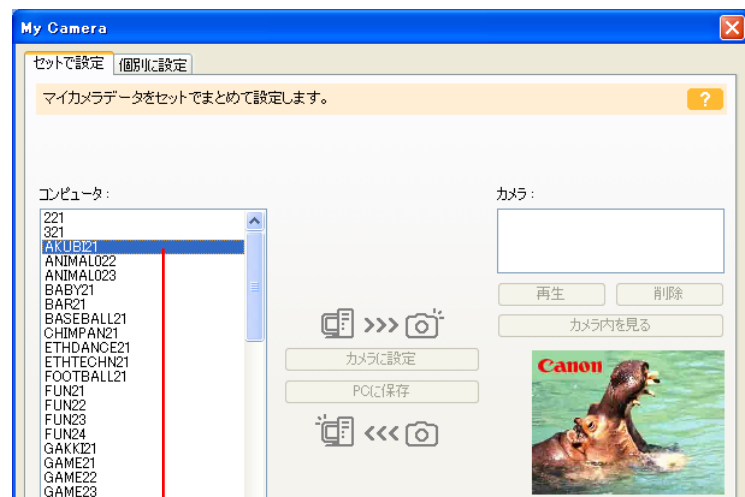 My Camera
セットで設定
個別に設定
マイカメラデータをセットでまとめて設定します。
?
コンピュータ:
カメラ:
221
321
AKUBI21
ANIMAL022
ANIMAL023
BABY21
BAR21
BASEBALL21
CHIMPAN21
ETHDANCE21
ETHTECHN21
FOOTBALL21
FUN21
FUN22
FUN23
FUN24
GAKKI21
GAME21
GAME22
GAME23
>>>
カメラに設定
PCに保存
<<<
再生
削除
カメラ内を見る
Canon